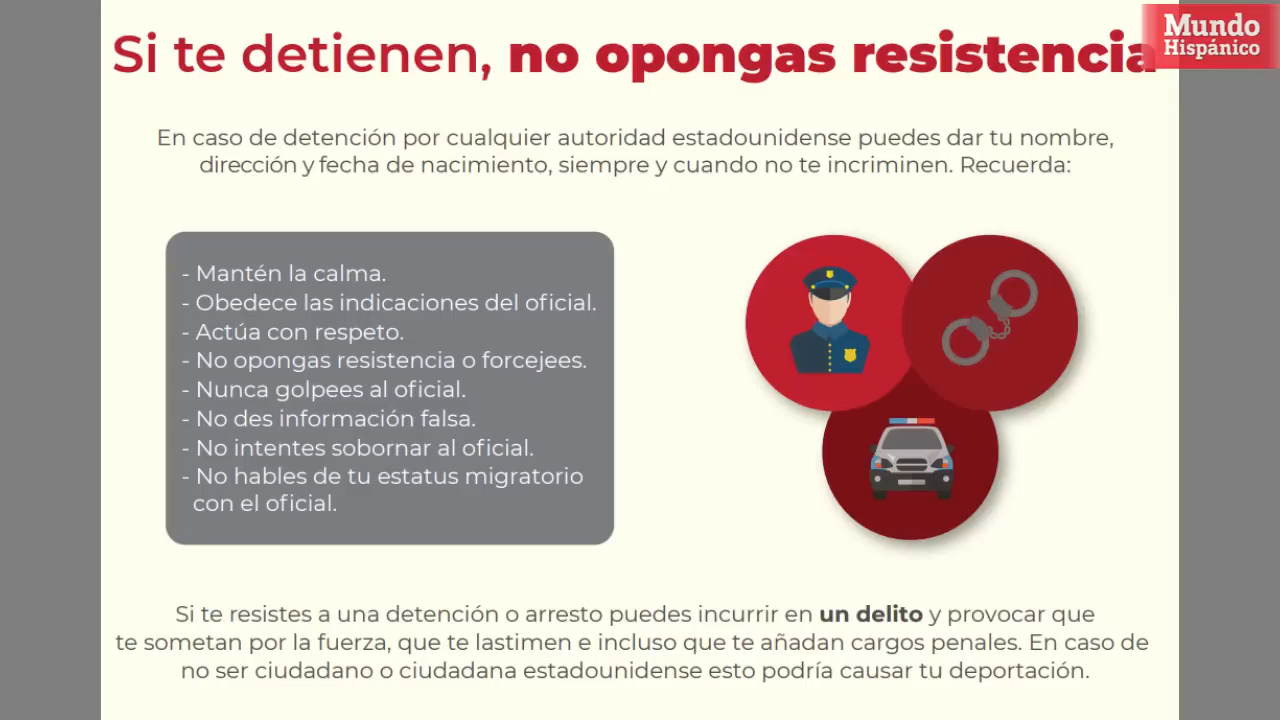 Si te detienen, no opongas resistencia
Mundo
Hispánico
En caso de detención por cualquier autoridad estadounidense puedes dar tu nombre,
dirección y fecha de nacimiento, siempre y cuando no te incriminen. Recuerda:
- Mantén la calma.
- Obedece las indicaciones del oficial.
- Actúa con respeto.
- No opongas resistencia o forcejees.
- Nunca golpees al oficial.
- No des información falsa.
- No intentes sobornar al oficial.
- No hables de tu estatus migratorio
con el oficial.
Si te resistes a una detención o arresto puedes incurrir en un delito y provocar que
te sometan por la fuerza, que te lastimen e incluso que te añadan cargos penales. En caso de
no ser ciudadano o ciudadana estadounidense esto podría causar tu deportación.